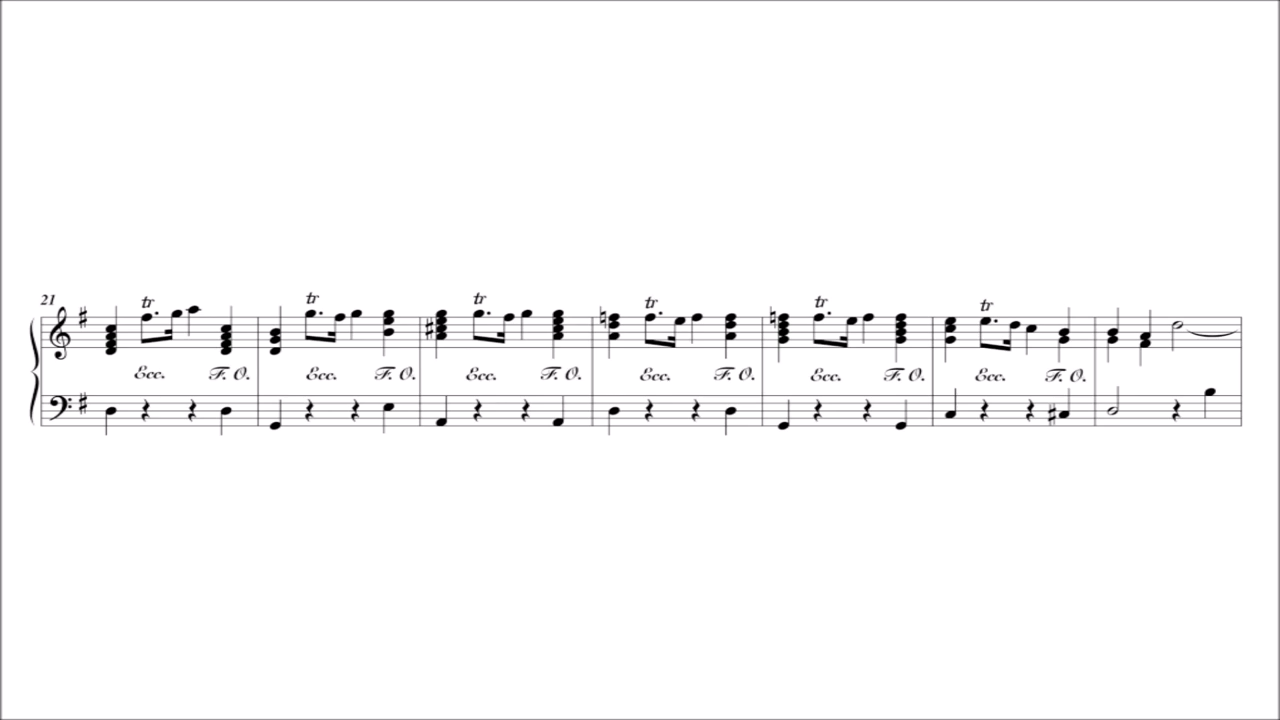 21
tr tr tr tr tr tr
Ecc. F. O. Ecc. F. O. Ecc. F. O. Ecc. F. O. Ecc. F. O. Ecc. F. O.